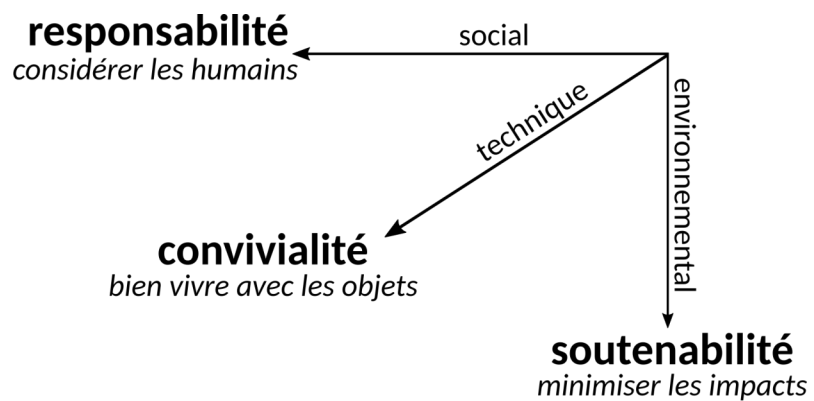 responsabilité
considérer les humains
social
technique
environnemental
convivialité
bien vivre avec les objets
soutenabilité
minimiser les impacts